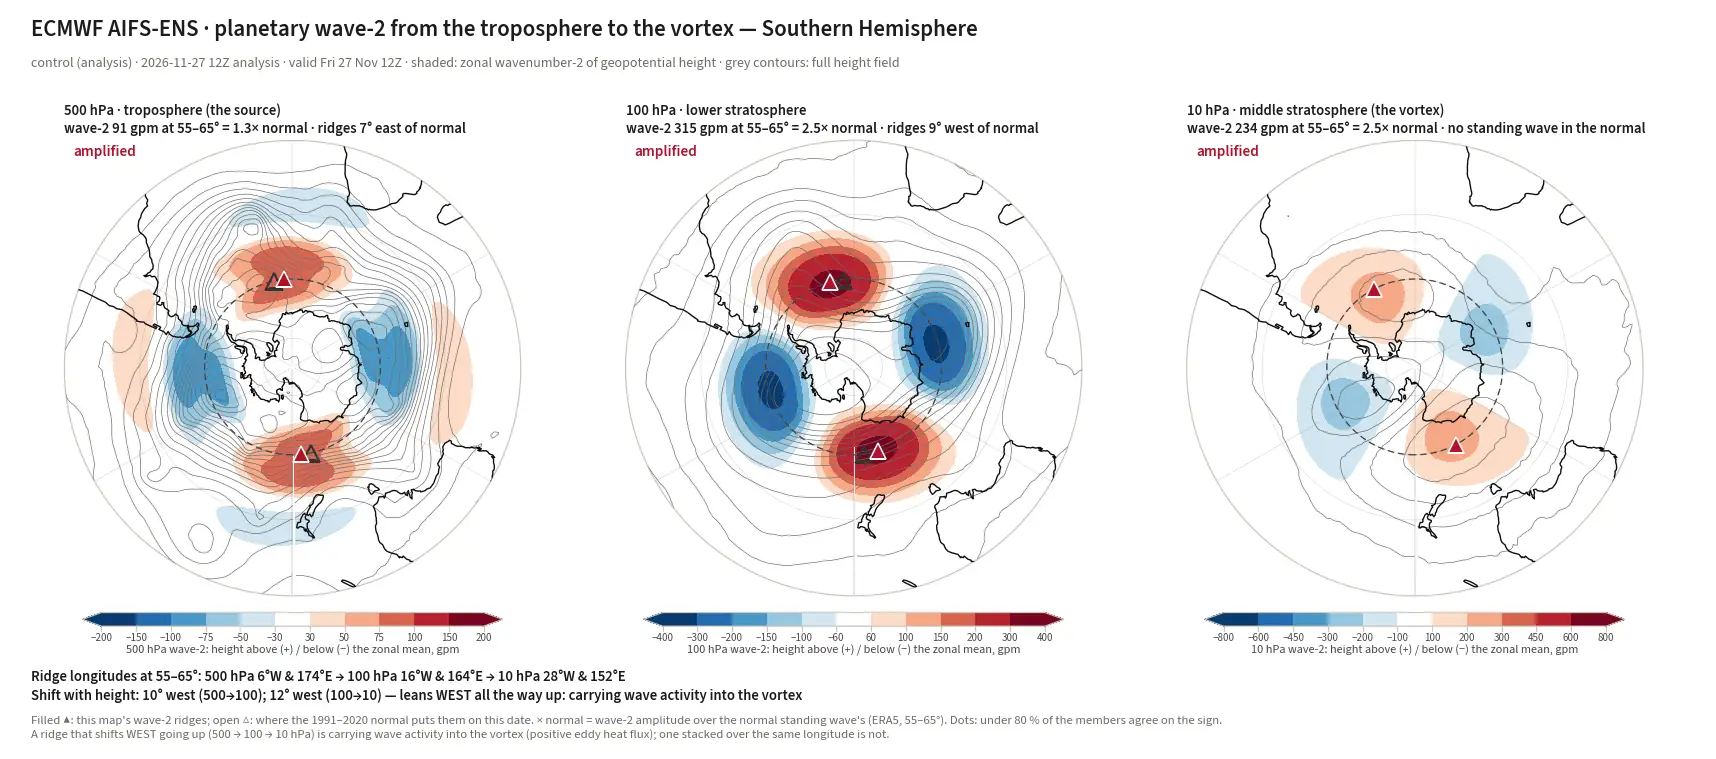 ECMWF AIFS-ENS · planetary wave-2 from the troposphere to the vortex — Southern Hemisphere
control (analysis) · 2026-11-27 12Z analysis · valid Fri 27 Nov 12Z · shaded: zonal wavenumber-2 of geopotential height · grey contours: full height field
500 hPa · troposphere (the source)
wave-2 91 gpm at 55–65° = 1.3× normal · ridges 7° east of normal
amplified
100 hPa · lower stratosphere
wave-2 315 gpm at 55–65° = 2.5× normal · ridges 9° west of normal
amplified
10 hPa · middle stratosphere (the vortex)
wave-2 234 gpm at 55–65° = 2.5× normal · no standing wave in the normal
amplified
−200 −150 −100 −75 −50 −30 30 50 75 100 150 200
500 hPa wave-2: height above (+) / below (−) the zonal mean, gpm
−400 −300 −200 −150 −100 −60 60 100 150 200 300 400
100 hPa wave-2: height above (+) / below (−) the zonal mean, gpm
−800 −600 −450 −300 −200 −100 100 200 300 450 600 800
10 hPa wave-2: height above (+) / below (−) the zonal mean, gpm
Ridge longitudes at 55–65°: 500 hPa 6°W & 174°E → 100 hPa 16°W & 164°E → 10 hPa 28°W & 152°E
Shift with height: 10° west (500→100); 12° west (100→10) — leans WEST all the way up: carrying wave activity into the vortex
Filled ▲: this map's wave-2 ridges; open △: where the 1991–2020 normal puts them on this date. × normal = wave-2 amplitude over the normal standing wave's (ERA5, 55–65°). Dots: under 80 % of the members agree on the sign.
A ridge that shifts WEST going up (500 → 100 → 10 hPa) is carrying wave activity into the vortex (positive eddy heat flux); one stacked over the same longitude is not.